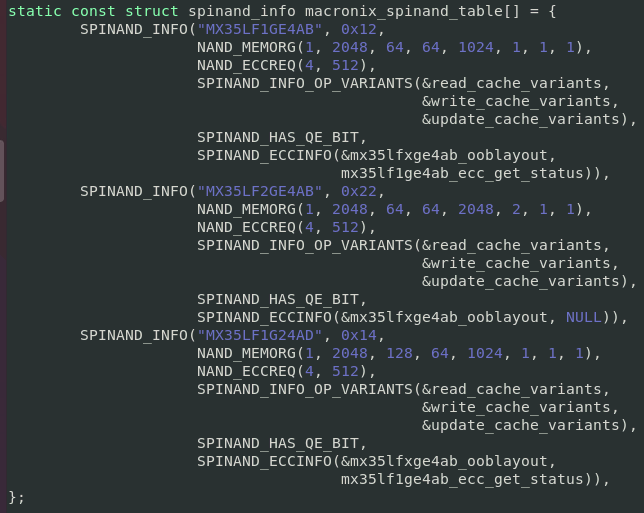 static const struct spinand_info macronix_spinand_table[] = {
        SPINAND_INFO("MX35LF1GE4AB", 0x12,
                     NAND_MEMORG(1, 2048, 64, 64, 1024, 1, 1, 1),
                     NAND_ECCREQ(4, 512),
                     SPINAND_INFO_OP_VARIANTS(&read_cache_variants,
                                              &write_cache_variants,
                                              &update_cache_variants),
                     SPINAND_HAS_QE_BIT,
                     SPINAND_ECCINFO(&mx35lfxge4ab_ooblayout,
                                     mx35lf1ge4ab_ecc_get_status)),
        SPINAND_INFO("MX35LF2GE4AB", 0x22,
                     NAND_MEMORG(1, 2048, 64, 64, 2048, 2, 1, 1),
                     NAND_ECCREQ(4, 512),
                     SPINAND_INFO_OP_VARIANTS(&read_cache_variants,
                                              &write_cache_variants,
                                              &update_cache_variants),
                     SPINAND_HAS_QE_BIT,
                     SPINAND_ECCINFO(&mx35lfxge4ab_ooblayout, NULL)),
        SPINAND_INFO("MX35LF1G24AD", 0x14,
                     NAND_MEMORG(1, 2048, 128, 64, 1024, 1, 1, 1),
                     NAND_ECCREQ(4, 512),
                     SPINAND_INFO_OP_VARIANTS(&read_cache_variants,
                                              &write_cache_variants,
                                              &update_cache_variants),
                     SPINAND_HAS_QE_BIT,
                     SPINAND_ECCINFO(&mx35lfxge4ab_ooblayout,
                                     mx35lf1ge4ab_ecc_get_status)),
};